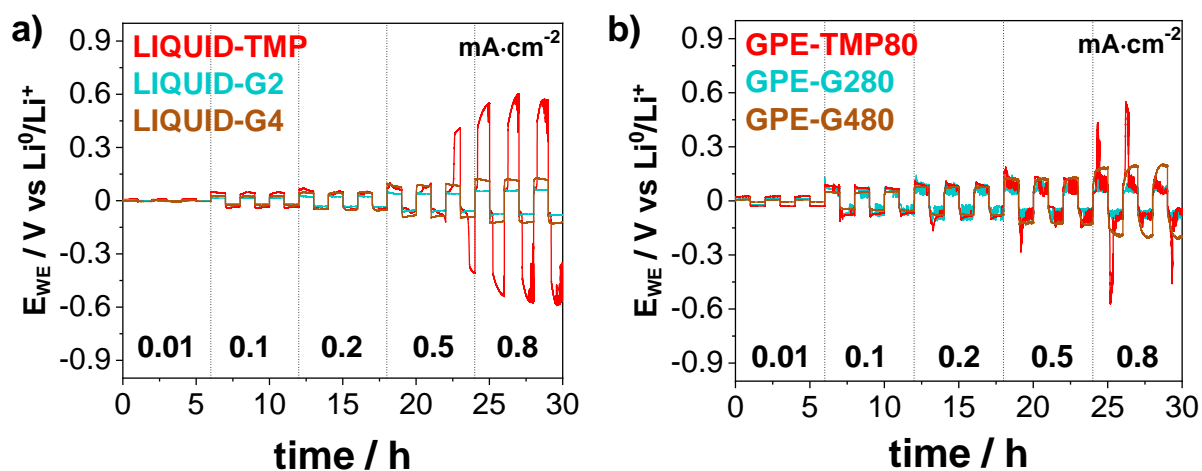 a)
LIQUID-TMP
LIQUID-G2
LIQUID-G4
mA·cm-2
0.9
0.6
0.3
0
-0.3
-0.6
-0.9
E_WE / V vs Li⁰/Li⁺
0.01 0.1 0.2 0.5 0.8
0 5 10 15 20 25 30
time / h
b)
GPE-TMP80
GPE-G280
GPE-G480
mA·cm-2
0.9
0.6
0.3
0
-0.3
-0.6
-0.9
E_WE / V vs Li⁰/Li⁺
0.01 0.1 0.2 0.5 0.8
0 5 10 15 20 25 30
time / h